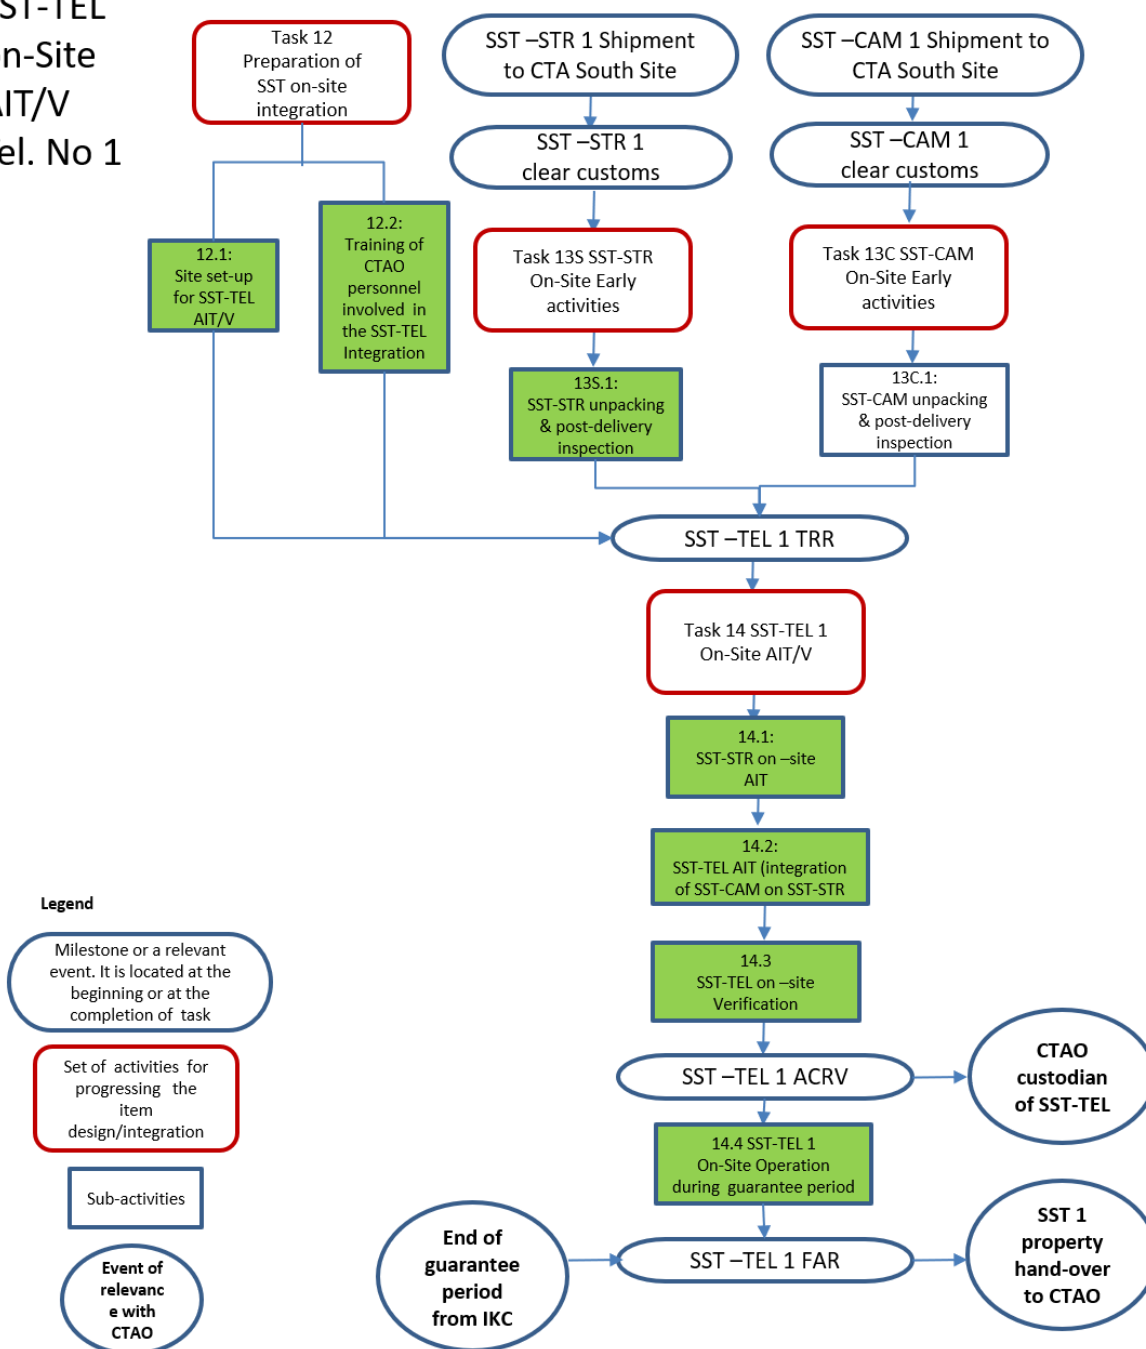 ST-TEL
n-Site
AIT/V
el. No 1
Task 12
Preparation of
SST on-site
integration
SST –STR 1 Shipment
to CTA South Site
SST –CAM 1 Shipment to
CTA South Site
SST –STR 1
clear customs
SST –CAM 1
clear customs
12.1:
Site set-up
for SST-TEL
AIT/V
12.2:
Training of
CTAO
personnel
involved in
the SST-TEL
Integration
Task 13S SST-STR
On-Site Early
activities
Task 13C SST-CAM
On-Site Early
activities
13S.1:
SST-STR unpacking
& post-delivery
inspection
13C.1:
SST-CAM unpacking
& post-delivery
inspection
SST –TEL 1 TRR
Task 14 SST-TEL 1
On-Site AIT/V
14.1:
SST-STR on –site
AIT
14.2:
SST-TEL AIT (integration
of SST-CAM on SST-STR
14.3
SST-TEL on –site
Verification
SST –TEL 1 ACRV
CTAO
custodian
of SST-TEL
14.4 SST-TEL 1
On-Site Operation
during guarantee period
End of
guarantee
period
from IKC
SST –TEL 1 FAR
SST 1
property
hand-over
to CTAO
Legend
Milestone or a relevant
event. It is located at the
beginning or at the
completion of task
Set of activities for
progressing the
item
design/integration
Sub-activities
Event of
relevanc
e with
CTAO